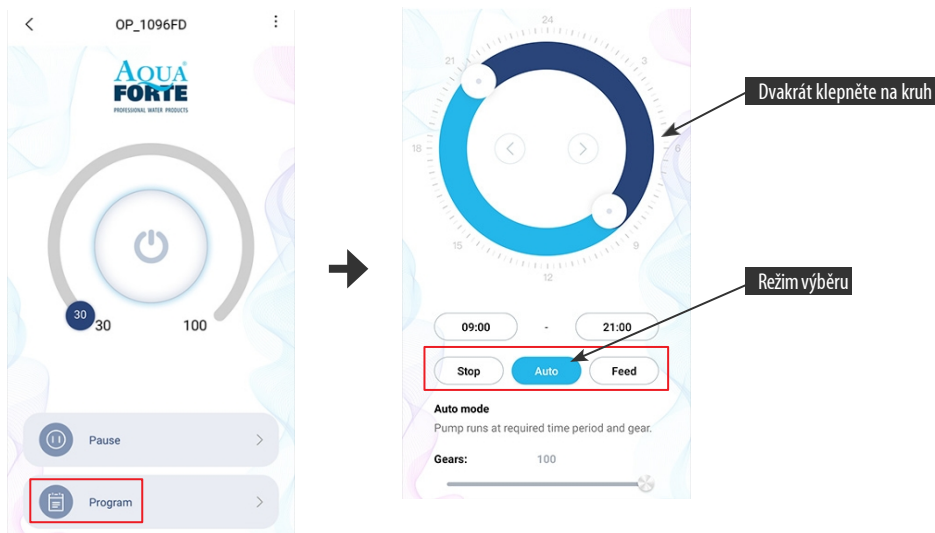 OP_1096FD
AQUA
FORTE
PROFESSIONAL WATER PRODUCTS
30
30
100
Pause
Program
24
21
3
18
6
15
9
12
09:00 - 21:00
Stop Auto Feed
Auto mode
Pump runs at required time period and gear.
Gears: 100
Dvakrát klepněte na kruh
Režim výběru